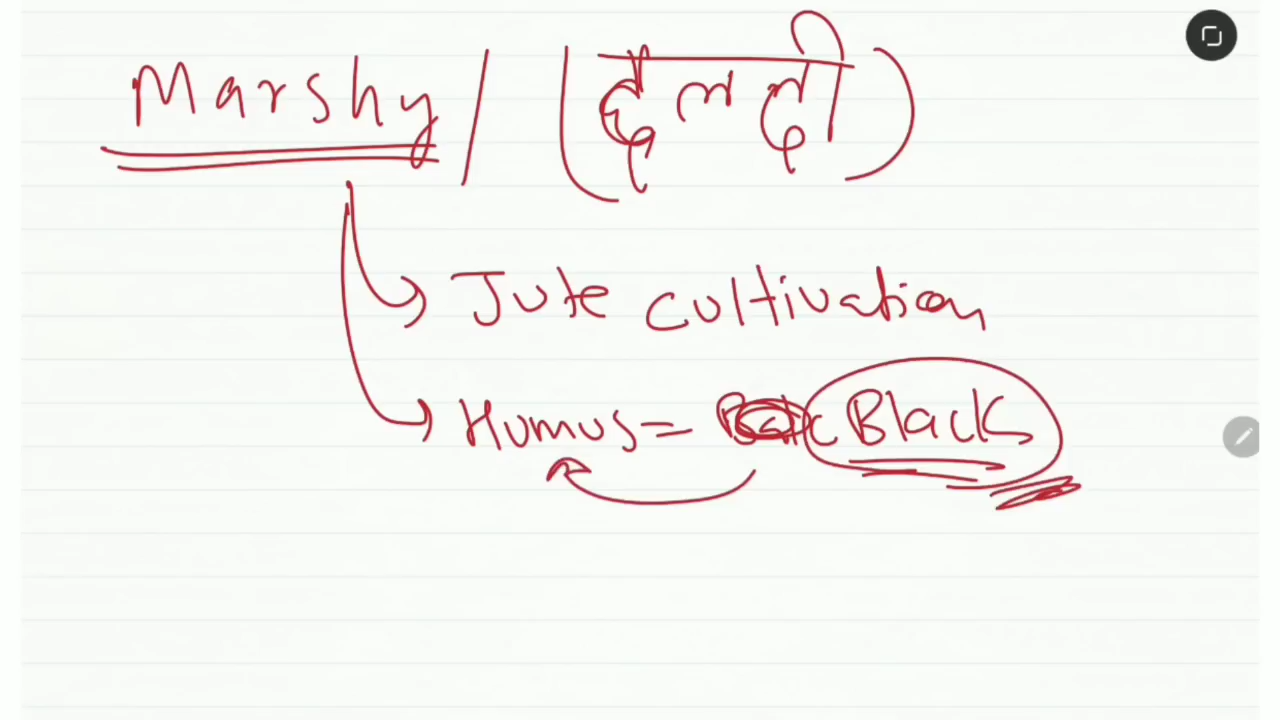 Marshy / (दलदली)
Jute cultivation
Humus = Black